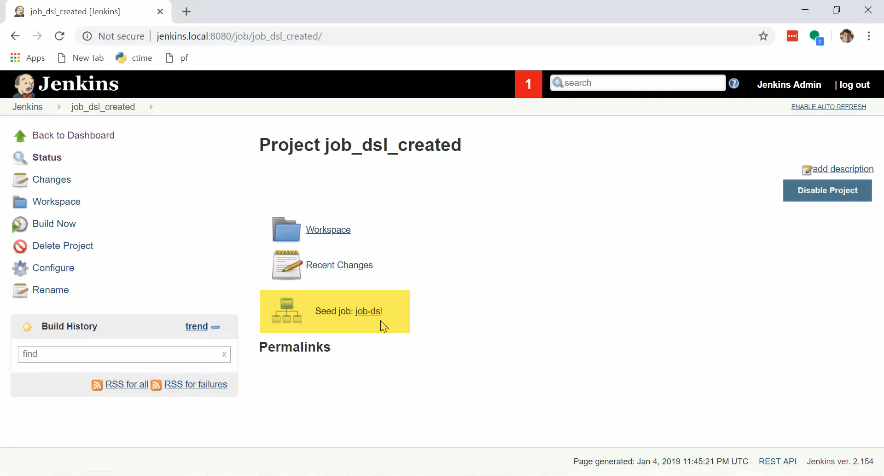 job_dsl_created [Jenkins]
Not secure | jenkins.local:8080/job/job_dsl_created/
Apps New Tab ctime pf
Jenkins 1 search Jenkins Admin | log out
Jenkins job_dsl_created ENABLE AUTO REFRESH
Back to Dashboard
Status
Changes
Workspace
Build Now
Delete Project
Configure
Rename
Build History trend
find x
RSS for all RSS for failures
Project job_dsl_created
add description
Disable Project
Workspace
Recent Changes
Seed job: job-dsl
Permalinks
Page generated: Jan 4, 2019 11:45:21 PM UTC REST API Jenkins ver. 2.154